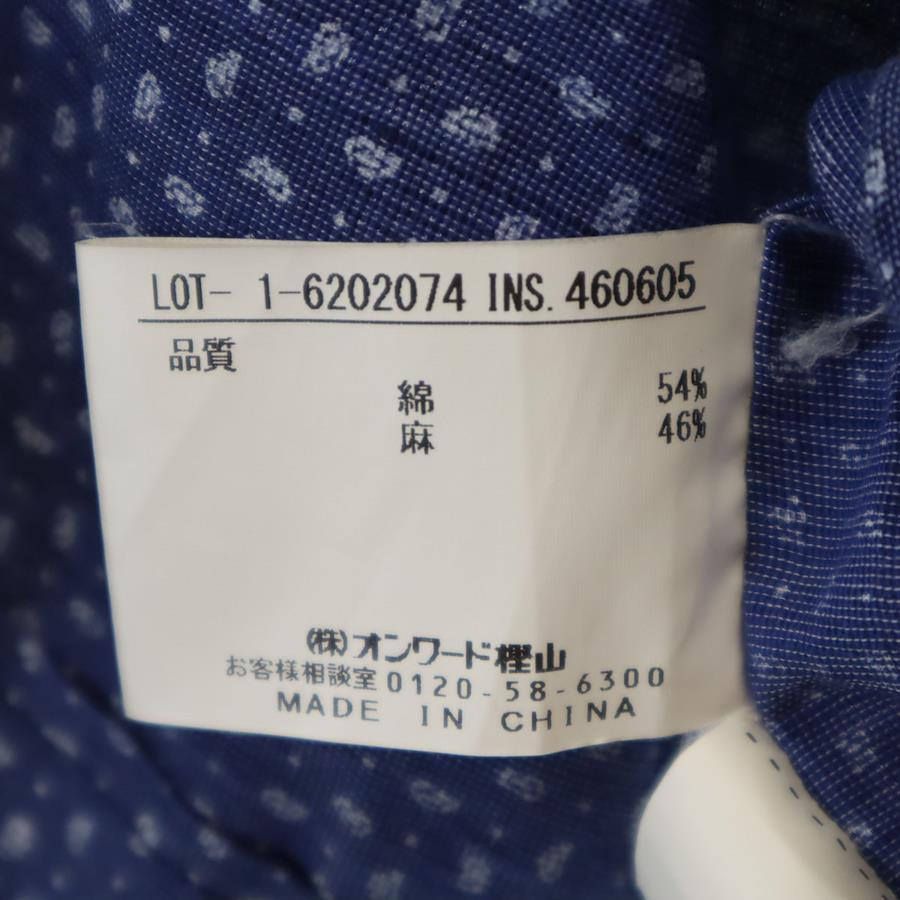 LOT- 1-6202074 INS. 460605
品質
綿 54%
麻 46%
(株)オンワード樫山
お客様相談室 0120-58-6300
MADE IN CHINA